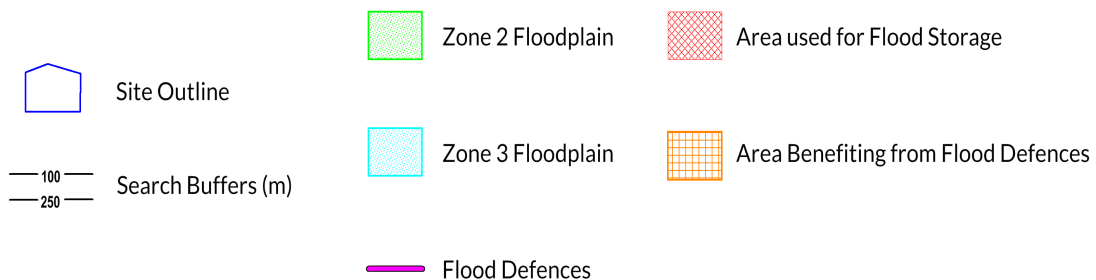 Site Outline
100
250
Search Buffers (m)
Zone 2 Floodplain
Zone 3 Floodplain
Flood Defences
Area used for Flood Storage
Area Benefiting from Flood Defences